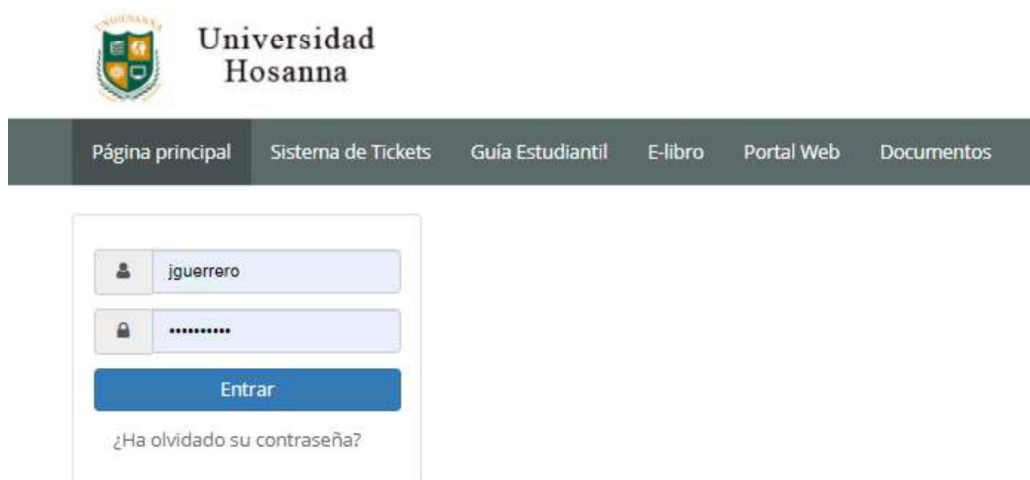 UNIHOSANNA
Universidad
Hosanna
Página principal Sistema de Tickets Guía Estudiantil E-libro Portal Web Documentos
jguerrero
••••••••••
Entrar
¿Ha olvidado su contraseña?